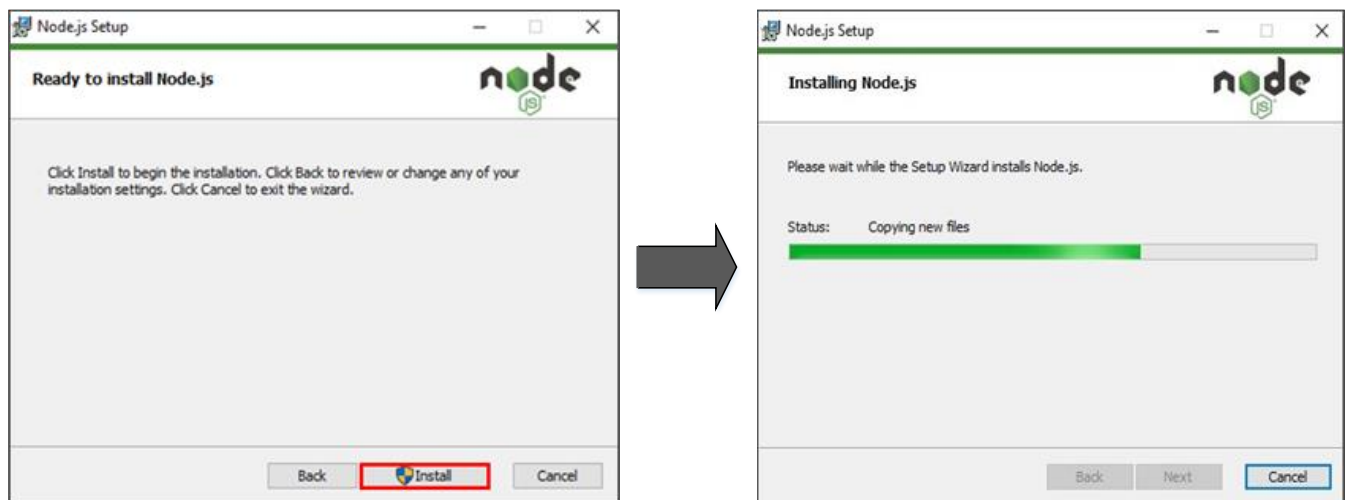 Node.js Setup
Ready to install Node.js
node
JS
Click Install to begin the installation. Click Back to review or change any of your
installation settings. Click Cancel to exit the wizard.
Back
Install
Cancel
Node.js Setup
Installing Node.js
node
JS
Please wait while the Setup Wizard installs Node.js.
Status: Copying new files
Back
Next
Cancel